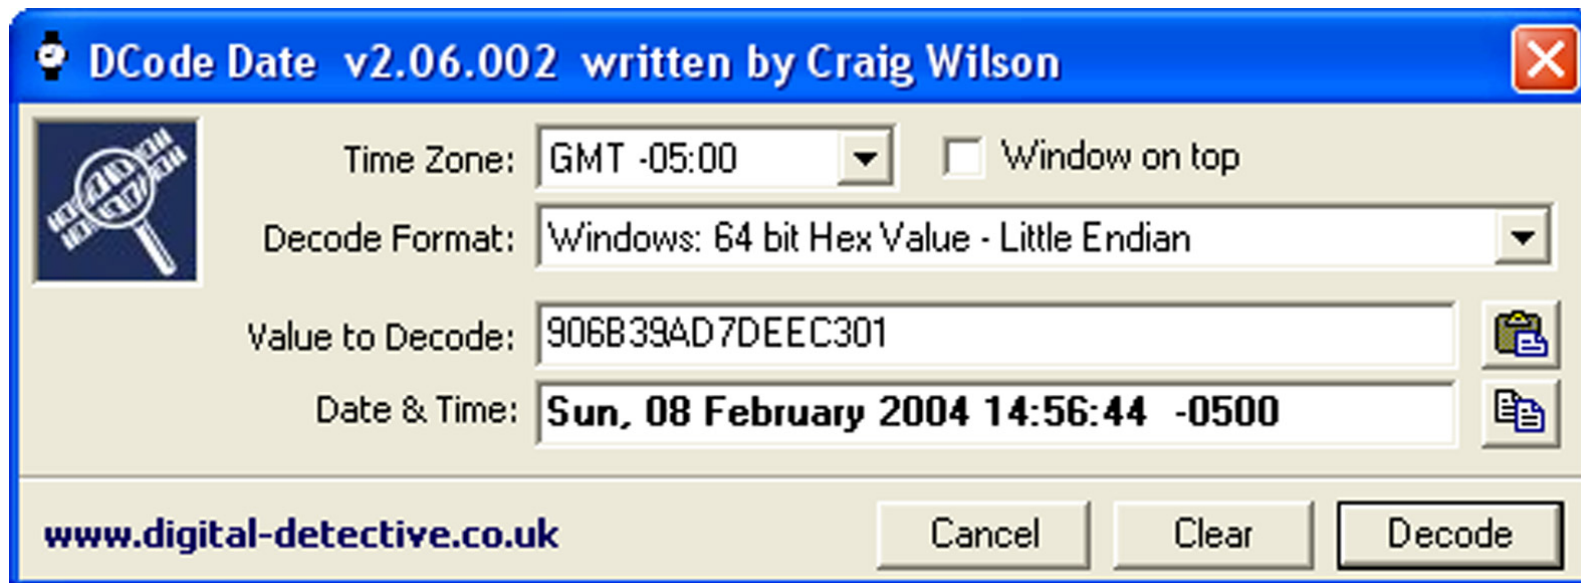 DCode Date v2.06.002 written by Craig Wilson
Time Zone: GMT -05:00 Window on top
Decode Format: Windows: 64 bit Hex Value - Little Endian
Value to Decode: 906B39AD7DEEC301
Date & Time: Sun, 08 February 2004 14:56:44 -0500
www.digital-detective.co.uk Cancel Clear Decode